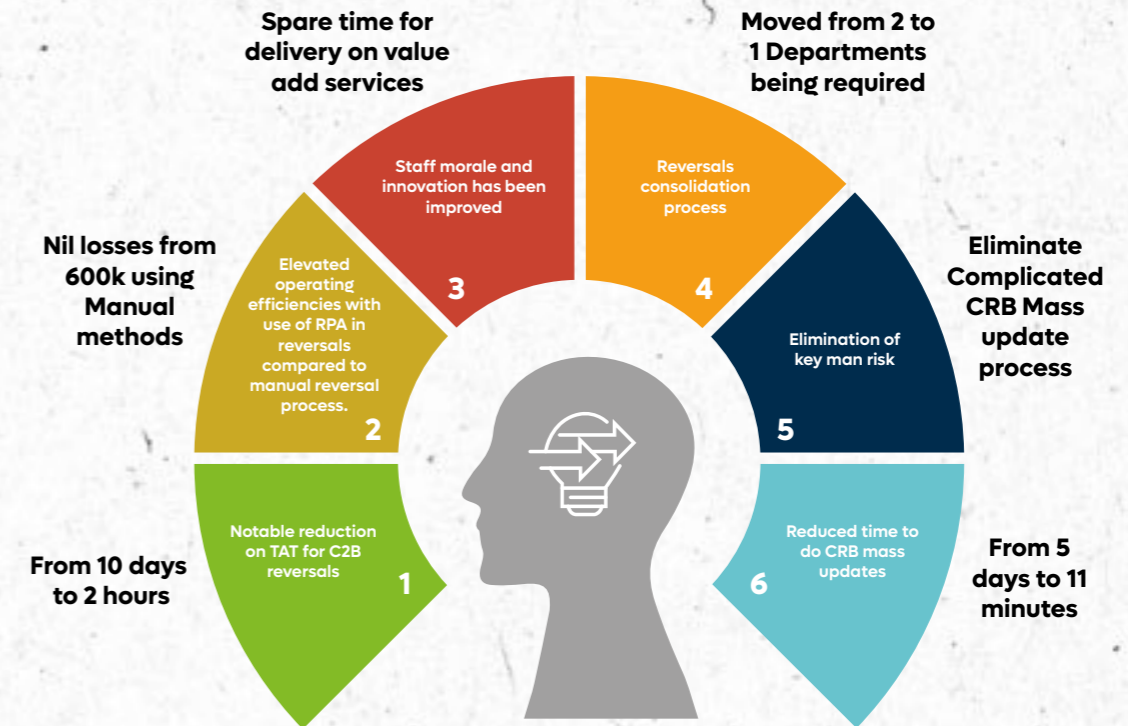 From 10 days
to 2 hours
Notable reduction
on TAT for C2B
reversals
1
Nil losses from
600k using
Manual
methods
Elevated
operating
efficiencies with
use of RPA in
reversals
compared to
manual reversal
process.
2
Spare time for
delivery on value
add services
Staff morale and
innovation has been
improved
3
Moved from 2 to
1 Departments
being required
Reversals
consolidation
process
4
Eliminate
Complicated
CRB Mass
update
process
Elimination of
key man risk
5
From 5
days to 11
minutes
Reduced time to
do CRB mass
updates
6